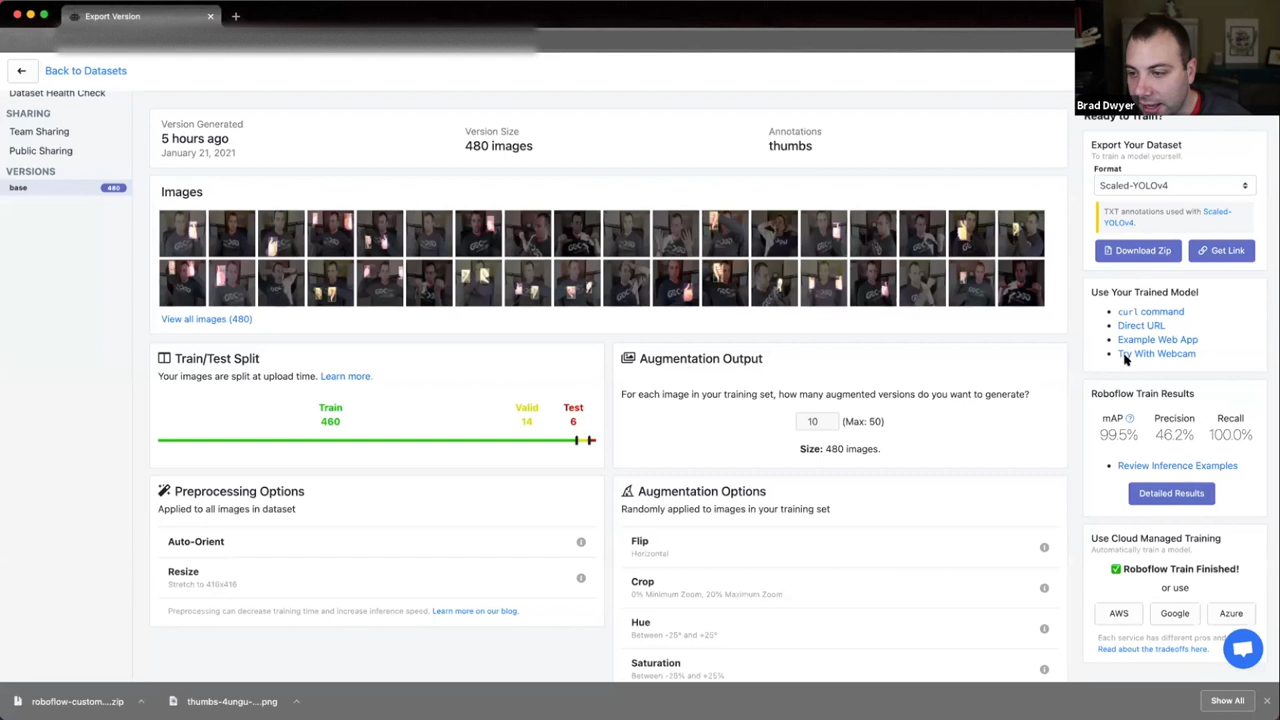 Export Version
Back to Datasets
Dataset Health Check
SHARING
Team Sharing
Public Sharing
VERSIONS
base
480
Version Generated
5 hours ago
January 21, 2021
Version Size
480 images
Annotations
thumbs
Images
View all images (480)
Train/Test Split
Your images are split at upload time. Learn more.
Train
460
Valid
14
Test
6
Augmentation Output
For each image in your training set, how many augmented versions do you want to generate?
10 (Max: 50)
Size: 480 images.
Preprocessing Options
Applied to all images in dataset
Auto-Orient
Resize
Stretch to 416x416
Preprocessing can decrease training time and increase inference speed. Learn more on our blog.
Augmentation Options
Randomly applied to images in your training set
Flip
Horizontal
Crop
0% Minimum Zoom, 20% Maximum Zoom
Hue
Between -25° and +25°
Saturation
Between -25% and +25%
Brad Dwyer
Ready to Train?
Export Your Dataset
To train a model yourself.
Format
Scaled-YOLOv4
TXT annotations used with Scaled-
YOLOv4.
Download Zip
Get Link
Use Your Trained Model
curl command
Direct URL
Example Web App
Try With Webcam
Roboflow Train Results
mAP
99.5%
Precision
46.2%
Recall
100.0%
Review Inference Examples
Detailed Results
Use Cloud Managed Training
Automatically train a model.
Roboflow Train Finished!
or use
AWS
Google
Azure
Each service has different pros and
Read about the tradeoffs here.
roboflow-custom....zip
thumbs-4ungu-....png
Show All